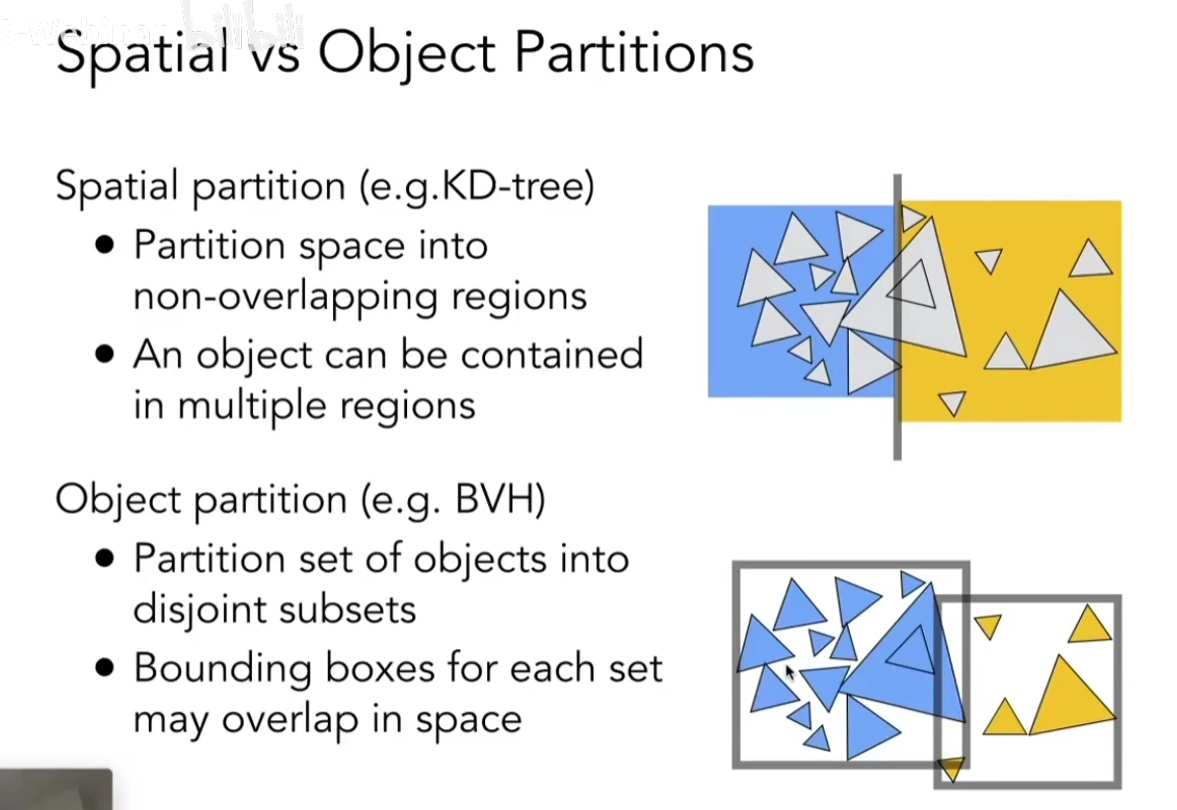 Spatial vs Object Partitions
Spatial partition (e.g.KD-tree)
● Partition space into
non-overlapping regions
● An object can be contained
in multiple regions
Object partition (e.g. BVH)
● Partition set of objects into
disjoint subsets
● Bounding boxes for each set
may overlap in space